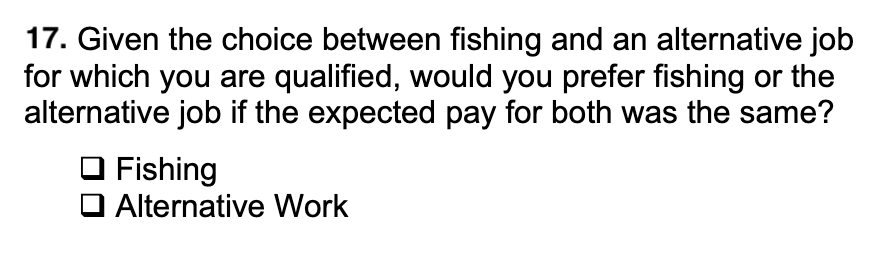 17. Given the choice between fishing and an alternative job
for which you are qualified, would you prefer fishing or the
alternative job if the expected pay for both was the same?
❑ Fishing
❑ Alternative Work